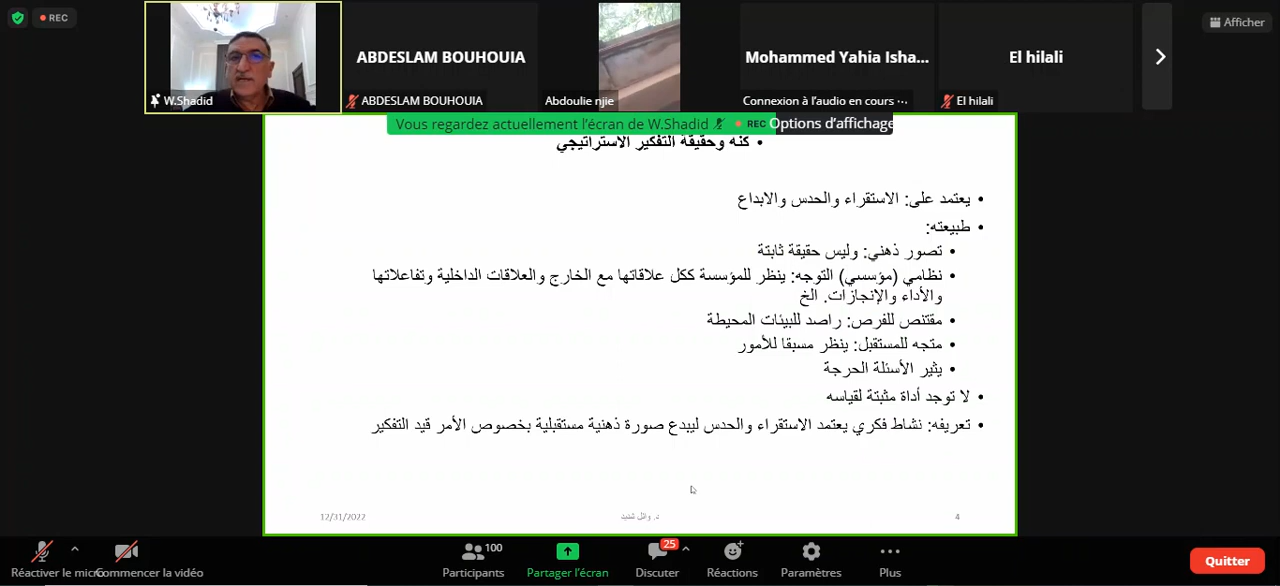 REC
Afficher
ABDESLAM BOUHOUIA
Mohammed Yahia Isha...
El hilali
W.Shadid
ABDESLAM BOUHOUIA
Abdoulie njie
Connexion à l'audio en cours ···
El hilali
Vous regardez actuellement l'écran de W.Shadid
REC
Options d'affichage
• كنه وحقيقة التفكير الاستراتيجي
• يعتمد على: الاستقراء والحدس والابداع
• طبيعته:
• تصور ذهني: وليس حقيقة ثابتة
• نظامي (مؤسسي) التوجه: ينظر للمؤسسة ككل علاقاتها مع الخارج والعلاقات الداخلية وتفاعلاتها
والأداء والإنجازات. الخ
• مقتنص للفرص: راصد للبيئات المحيطة
• متجه للمستقبل: ينظر مسبقا للأمور
• يثير الأسئلة الحرجة
• لا توجد أداة مثبتة لقياسه
• تعريفه: نشاط فكري يعتمد الاستقراء والحدس ليبدع صورة ذهنية مستقبلية بخصوص الأمر قيد التفكير
12/31/2022
د. وائل شديد
4
100
25
Réactiver le micro
Commencer la vidéo
Participants
Partager l'écran
Discuter
Réactions
Paramètres
Plus
Quitter